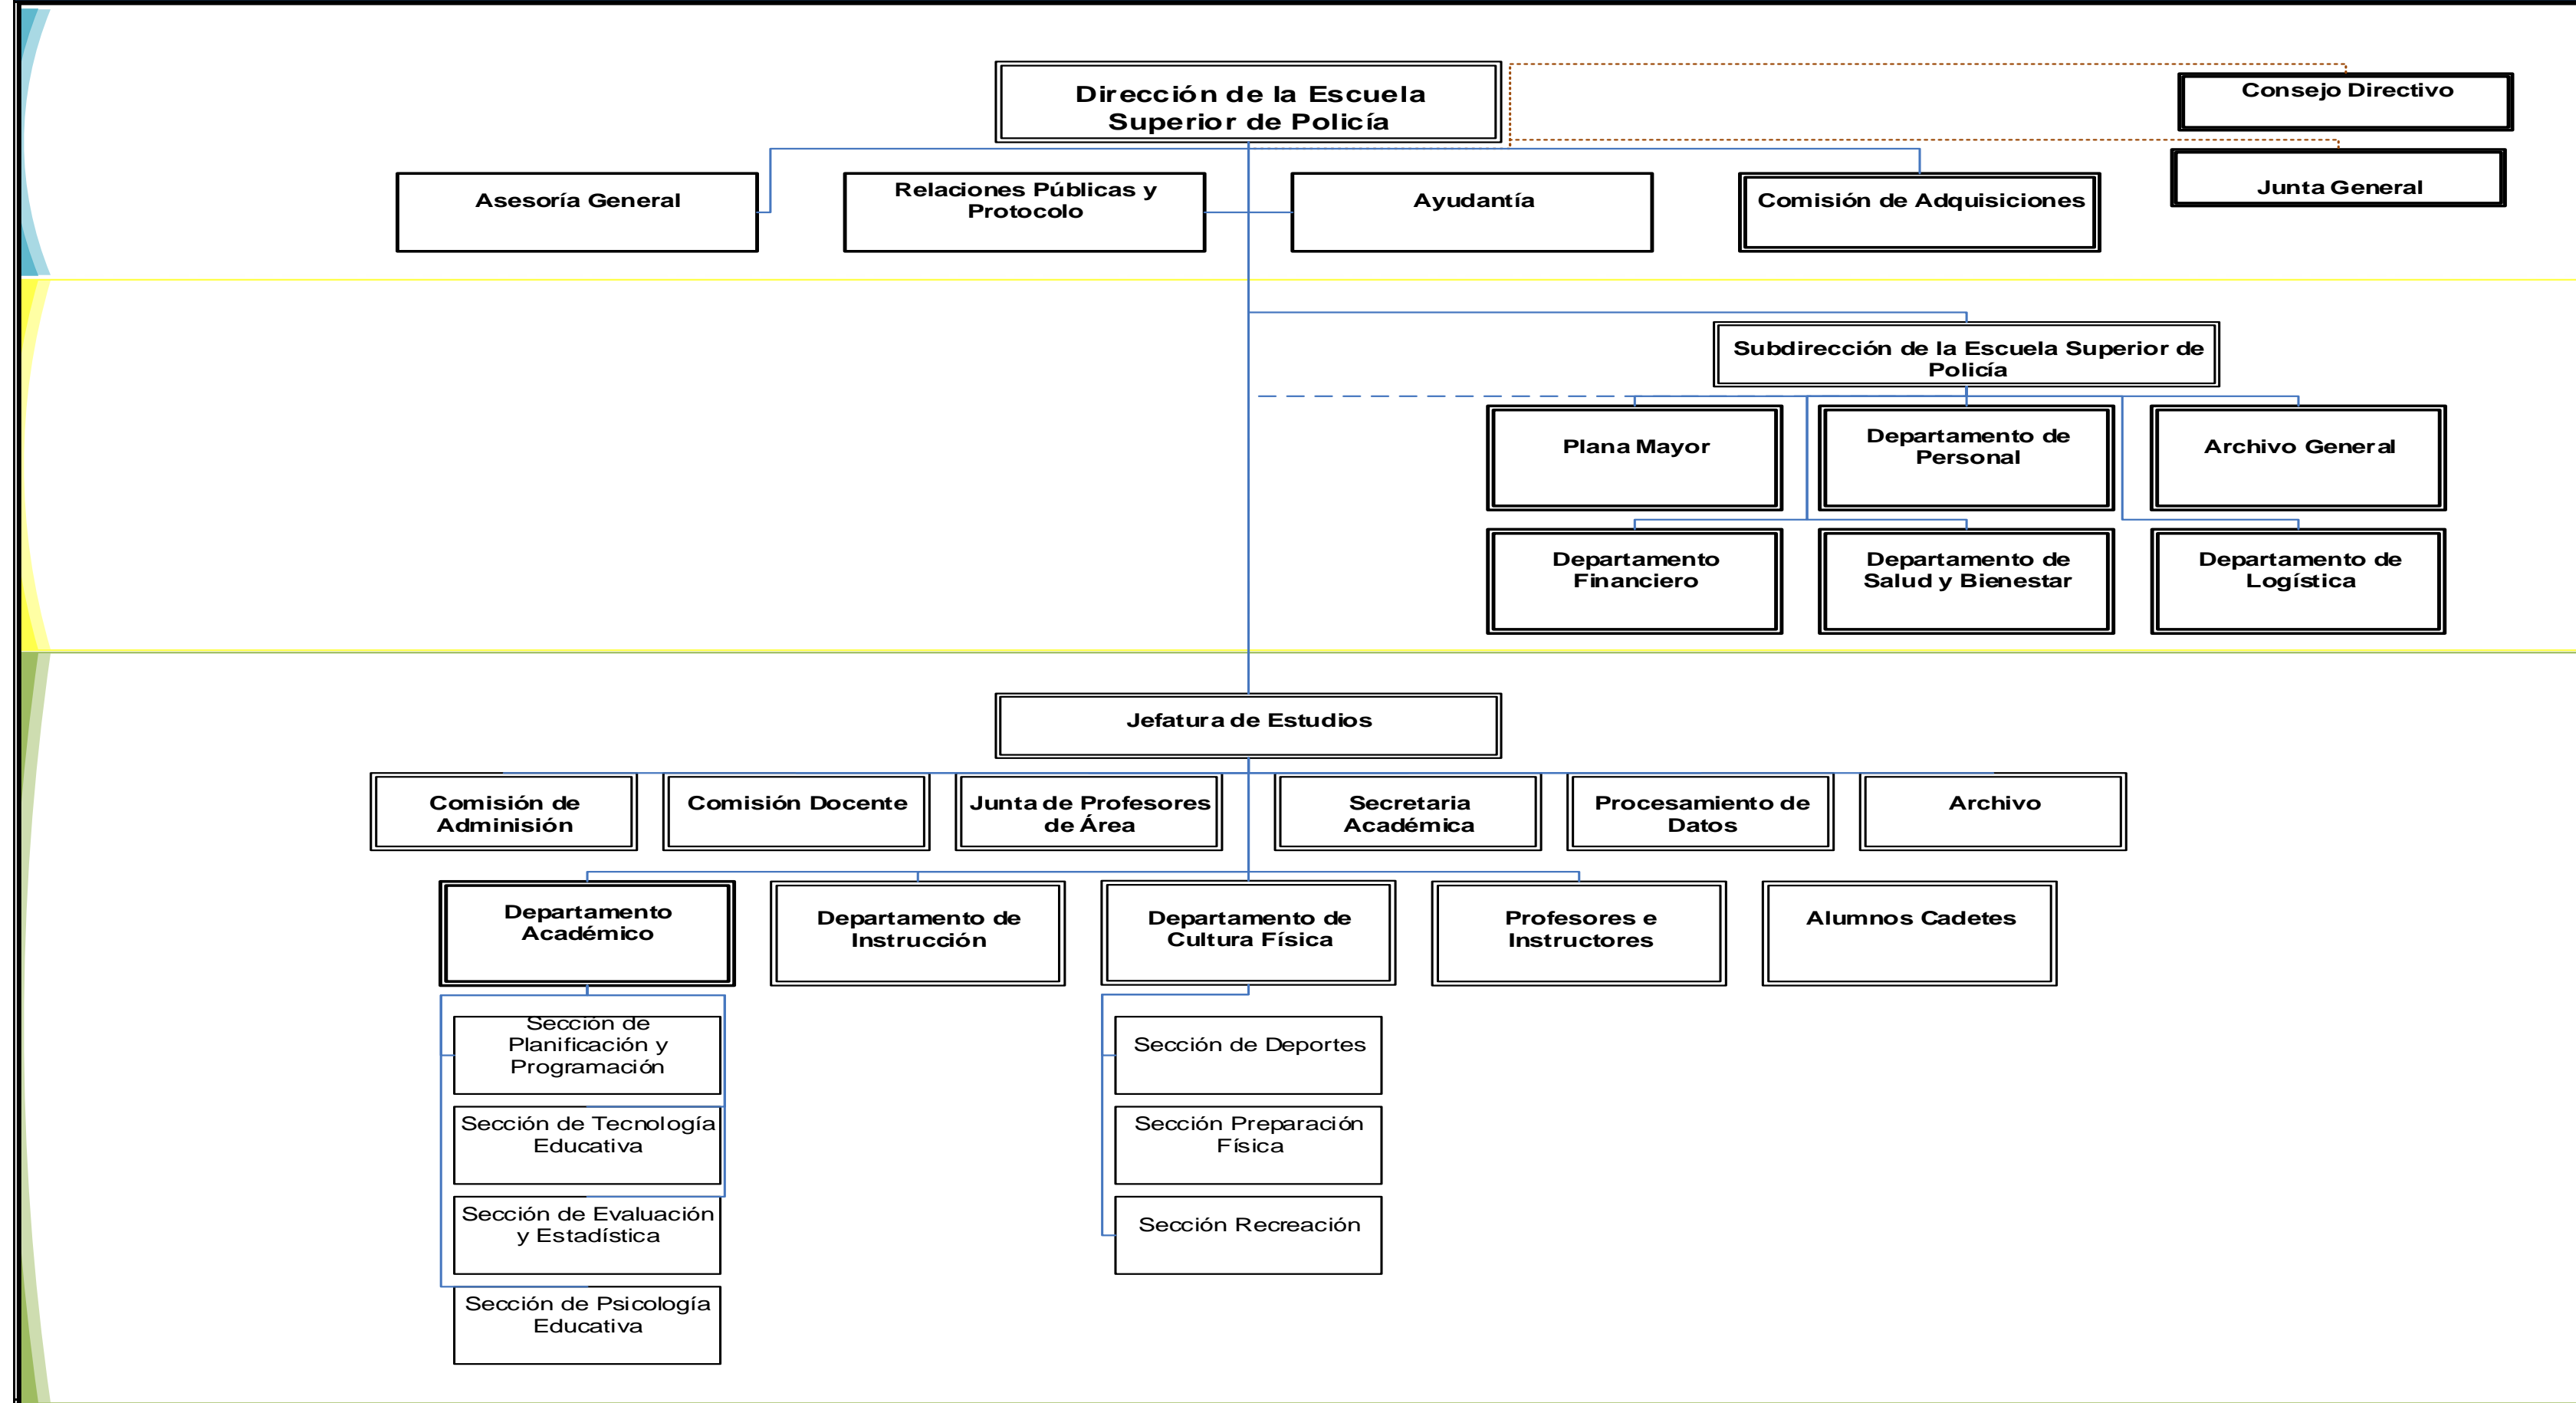 Dirección de la Escuela
Superior de Policía
Consejo Directivo
Junta General
Asesoría General
Relaciones Públicas y
Protocolo
Ayudantía
Comisión de Adquisiciones
Subdirección de la Escuela Superior de
Policía
Plana Mayor
Departamento de
Personal
Archivo General
Departamento
Financiero
Departamento de
Salud y Bienestar
Departamento de
Logística
Jefatura de Estudios
Comisión de
Adminisión
Comisión Docente
Junta de Profesores
de Área
Secretaria
Académica
Procesamiento de
Datos
Archivo
Departamento
Académico
Departamento de
Instrucción
Departamento de
Cultura Física
Profesores e
Instructores
Alumnos Cadetes
Sección de
Planificación y
Programación
Sección de Tecnología
Educativa
Sección de Evaluación
y Estadística
Sección de Psicología
Educativa
Sección de Deportes
Sección Preparación
Física
Sección Recreación